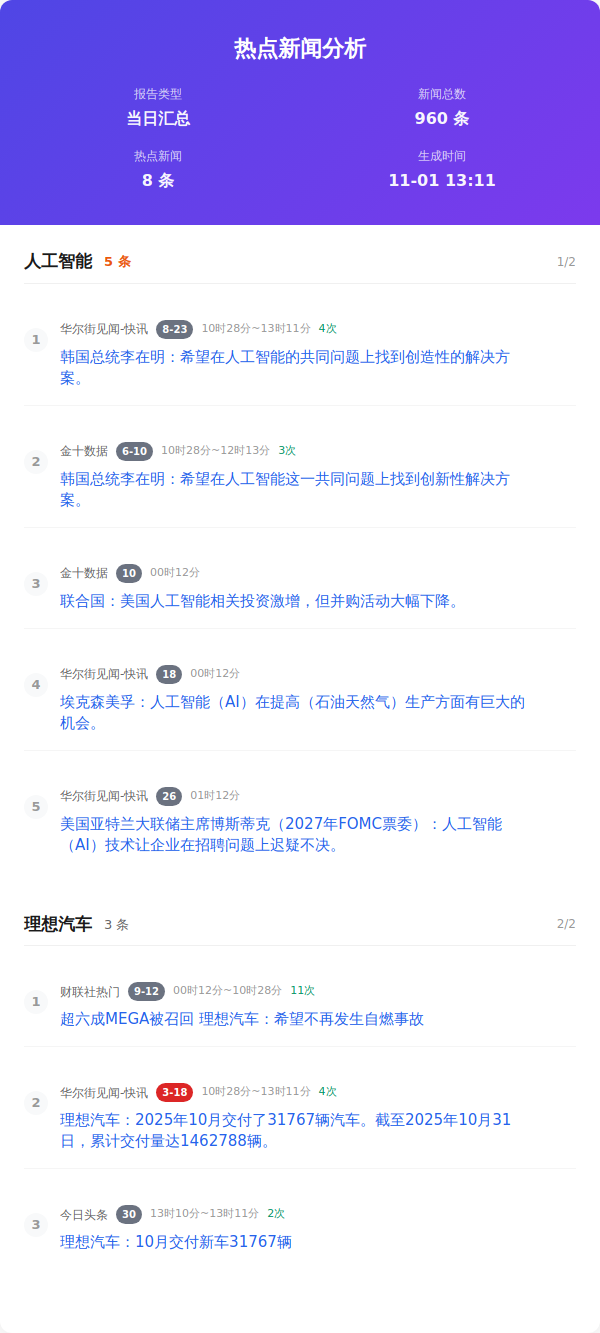 热点新闻分析
报告类型
新闻总数
当日汇总
960 条
热点新闻
生成时间
8 条
11-01 13:11
人工智能 5 条 1/2
1
华尔街见闻-快讯 8-23 10时28分~13时11分 4次
韩国总统李在明：希望在人工智能的共同问题上找到创造性的解决方
案。
2
金十数据 6-10 10时28分~12时13分 3次
韩国总统李在明：希望在人工智能这一共同问题上找到创新性解决方
案。
3
金十数据 10 00时12分
联合国：美国人工智能相关投资激增，但并购活动大幅下降。
4
华尔街见闻-快讯 18 00时12分
埃克森美孚：人工智能（AI）在提高（石油天然气）生产方面有巨大的
机会。
5
华尔街见闻-快讯 26 01时12分
美国亚特兰大联储主席博斯蒂克（2027年FOMC票委）：人工智能
（AI）技术让企业在招聘问题上迟疑不决。
理想汽车 3 条 2/2
1
财联社热门 9-12 00时12分~10时28分 11次
超六成MEGA被召回 理想汽车：希望不再发生自燃事故
2
华尔街见闻-快讯 3-18 10时28分~13时11分 4次
理想汽车：2025年10月交付了31767辆汽车。截至2025年10月31
日，累计交付量达1462788辆。
3
今日头条 30 13时10分~13时11分 2次
理想汽车：10月交付新车31767辆